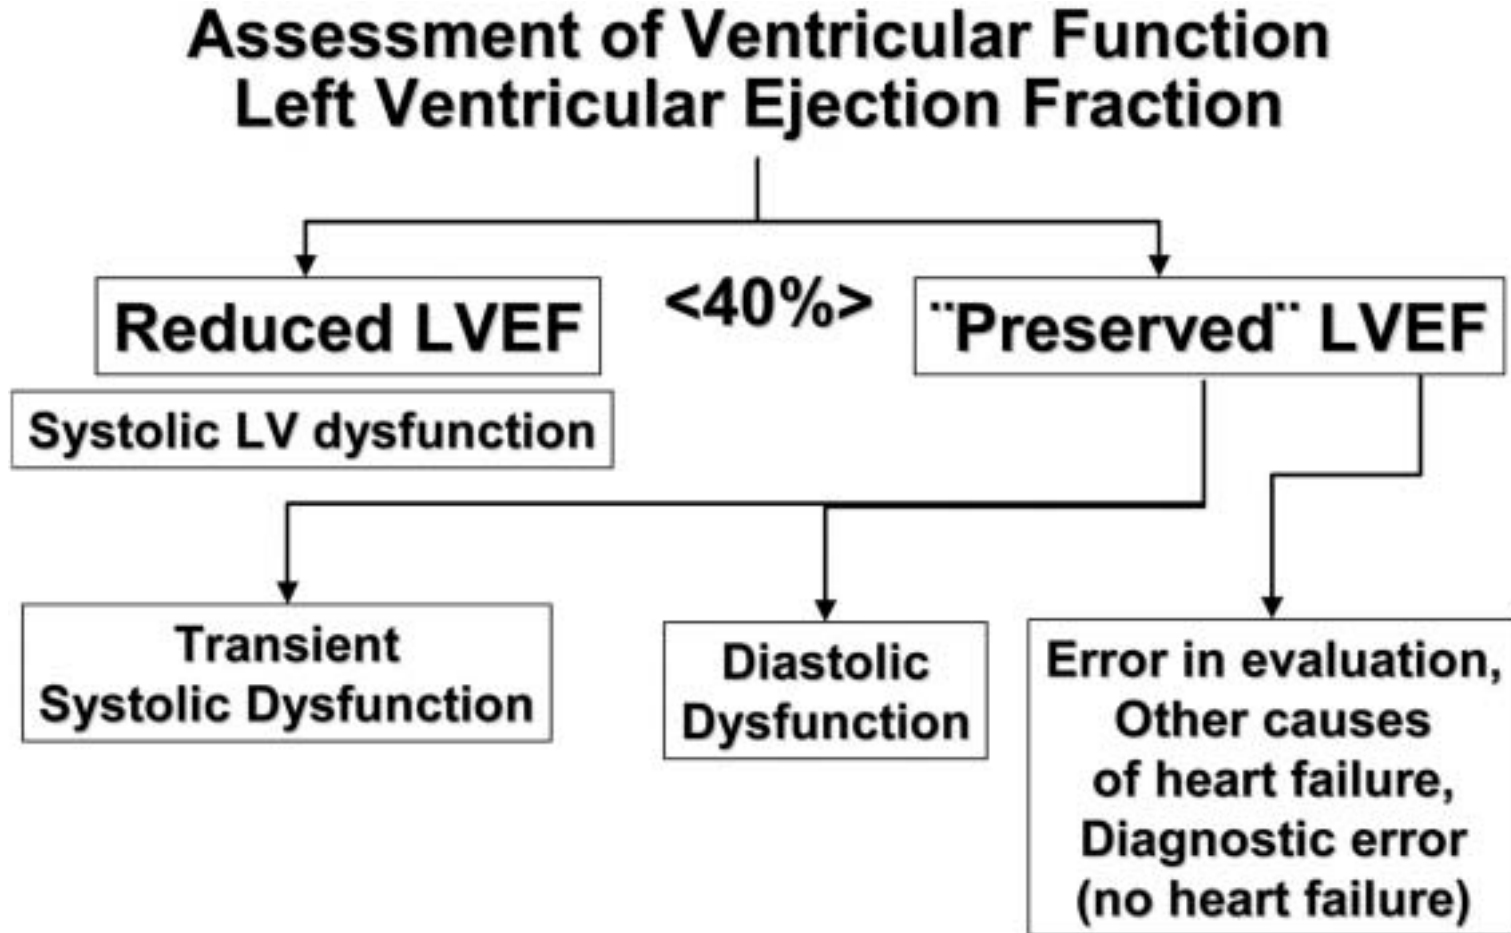 Assessment of Ventricular Function
Left Ventricular Ejection Fraction
Reduced LVEF
<40%>
¨Preserved¨ LVEF
Systolic LV dysfunction
Transient
Systolic Dysfunction
Diastolic
Dysfunction
Error in evaluation,
Other causes
of heart failure,
Diagnostic error
(no heart failure)